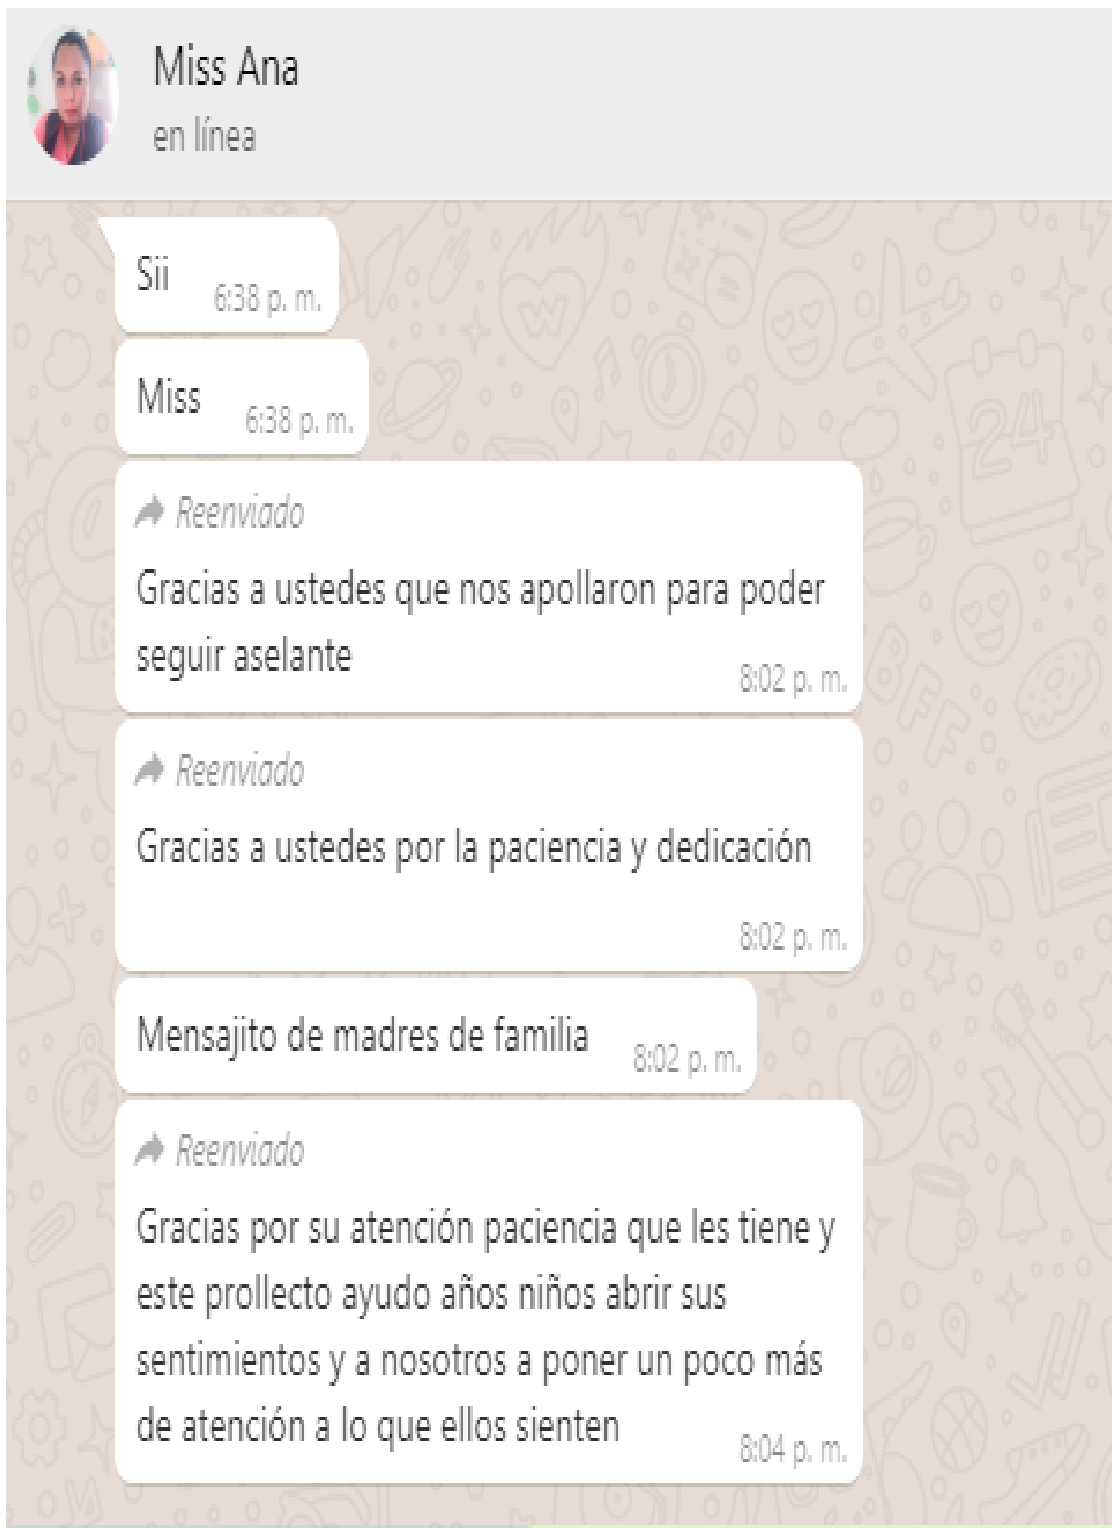 Miss Ana
en línea
Sii
6:38 p. m.
Miss
6:38 p. m.
Reenviado
Gracias a ustedes que nos apollaron para poder
seguir aselante
8:02 p. m.
Reenviado
Gracias a ustedes por la paciencia y dedicación
8:02 p. m.
Mensajito de madres de familia
8:02 p. m.
Reenviado
Gracias por su atención paciencia que les tiene y
este prollecto ayudo años niños abrir sus
sentimientos y a nosotros a poner un poco más
de atención a lo que ellos sienten
8:04 p. m.